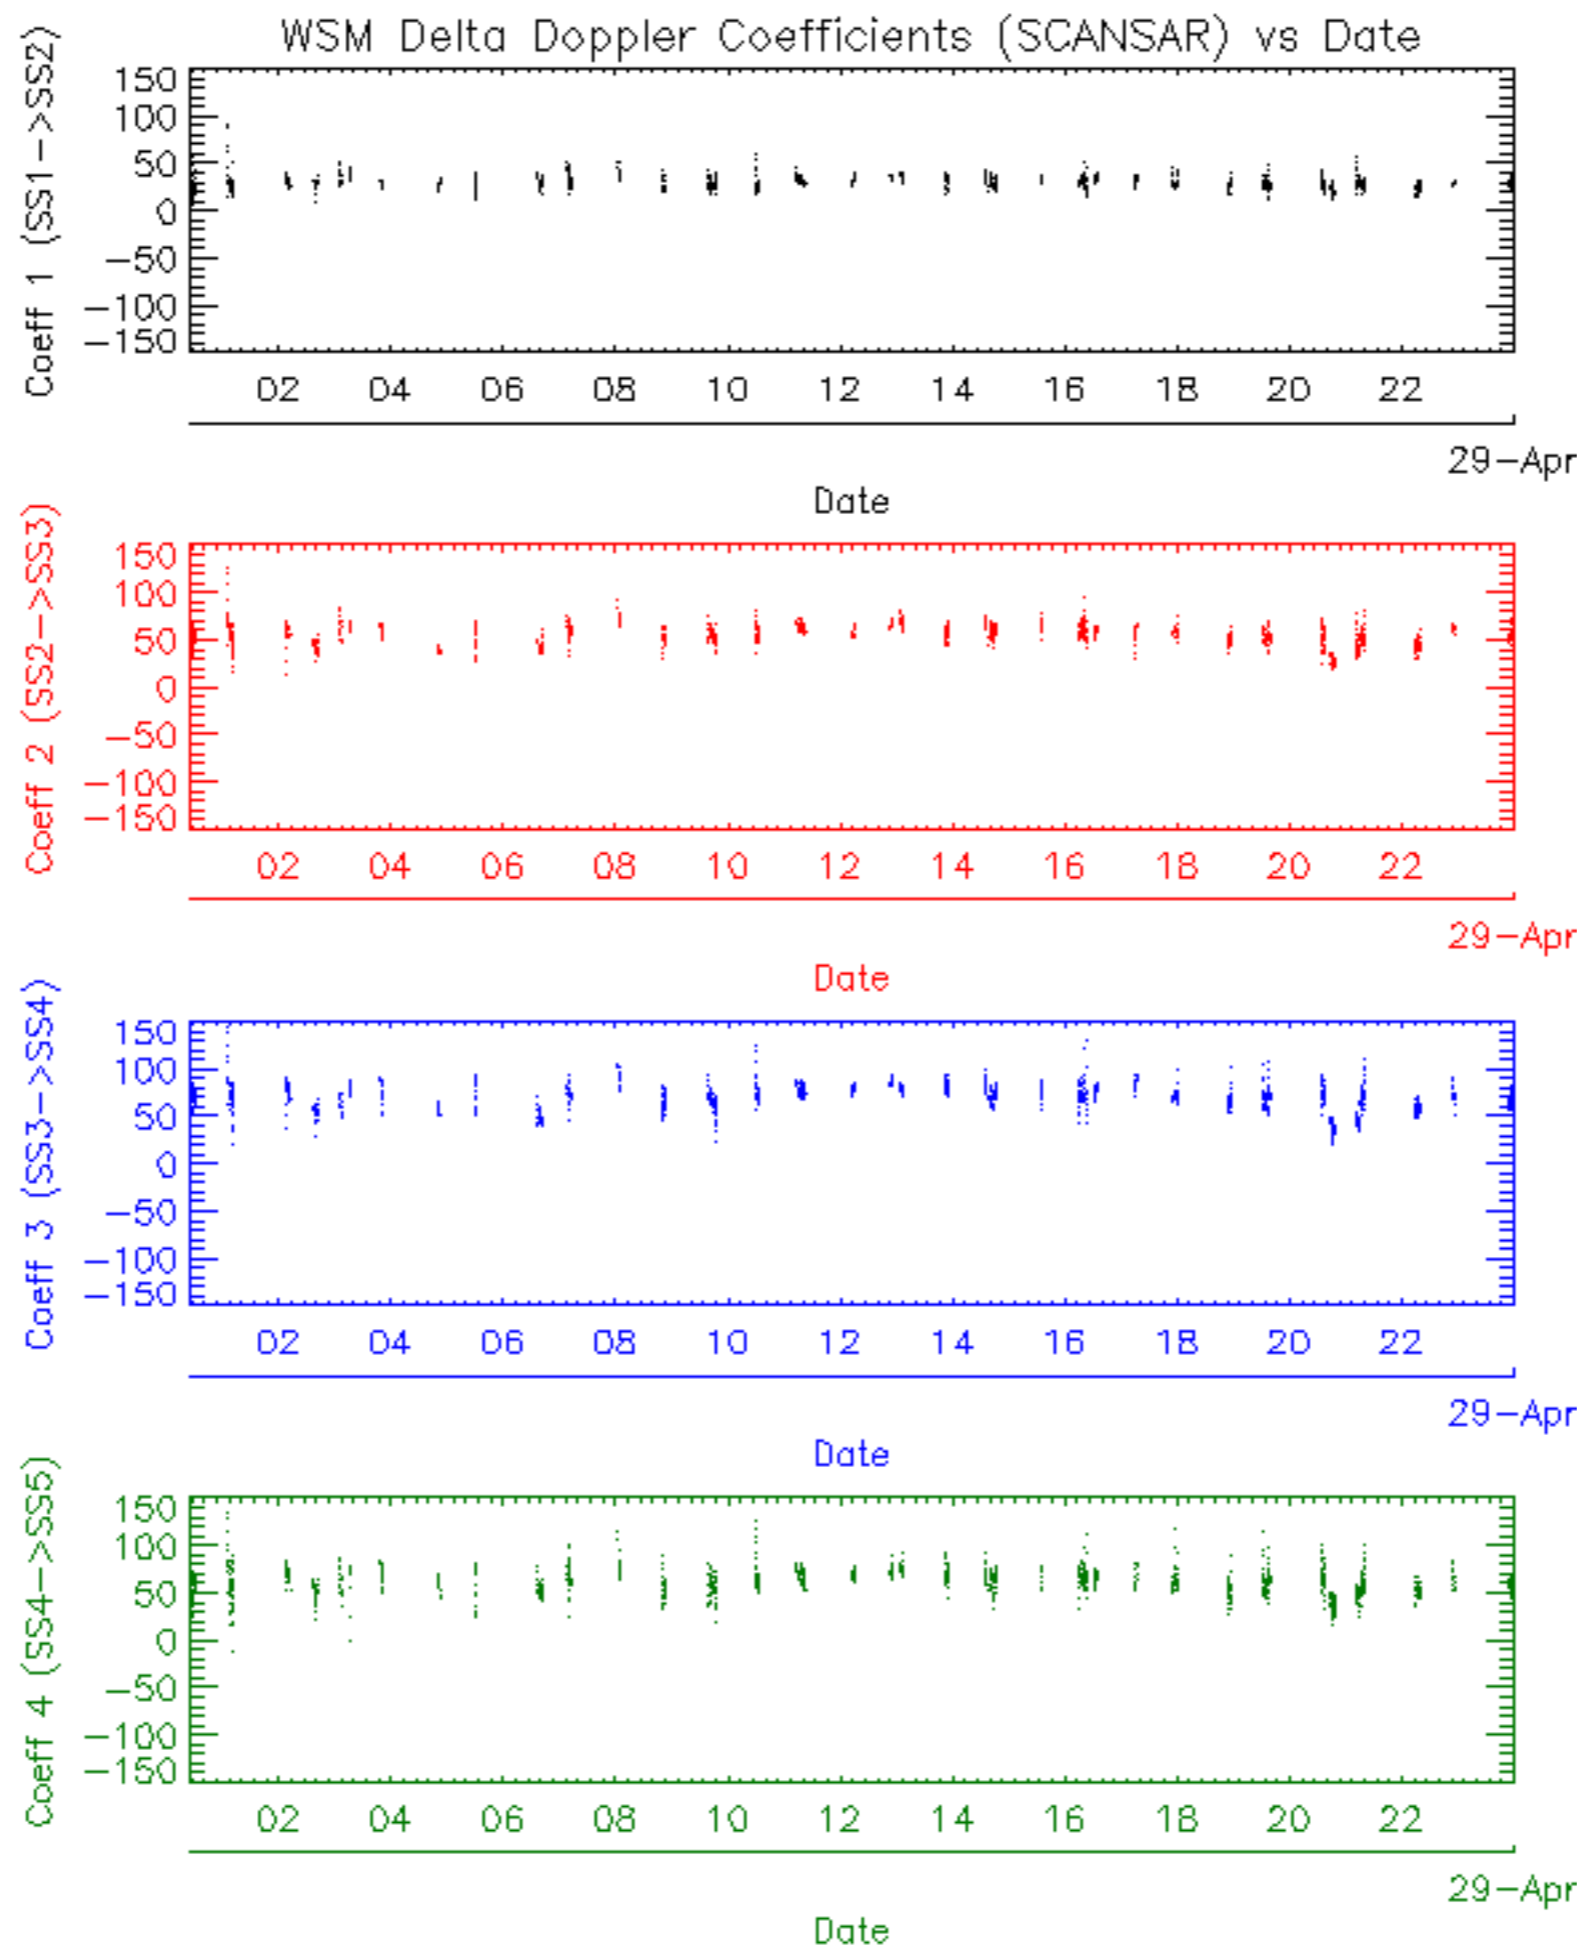 WSM Delta Doppler Coefficients (SCANSAR) vs Date
Coeff 1 (SS1->SS2)
150
100
50
0
-50
-100
-150
02 04 06 08 10 12 14 16 18 20 22
29-Apr
Date
Coeff 2 (SS2->SS3)
150
100
50
0
-50
-100
-150
02 04 06 08 10 12 14 16 18 20 22
29-Apr
Date
Coeff 3 (SS3->SS4)
150
100
50
0
-50
-100
-150
02 04 06 08 10 12 14 16 18 20 22
29-Apr
Date
Coeff 4 (SS4->SS5)
150
100
50
0
-50
-100
-150
02 04 06 08 10 12 14 16 18 20 22
29-Apr
Date